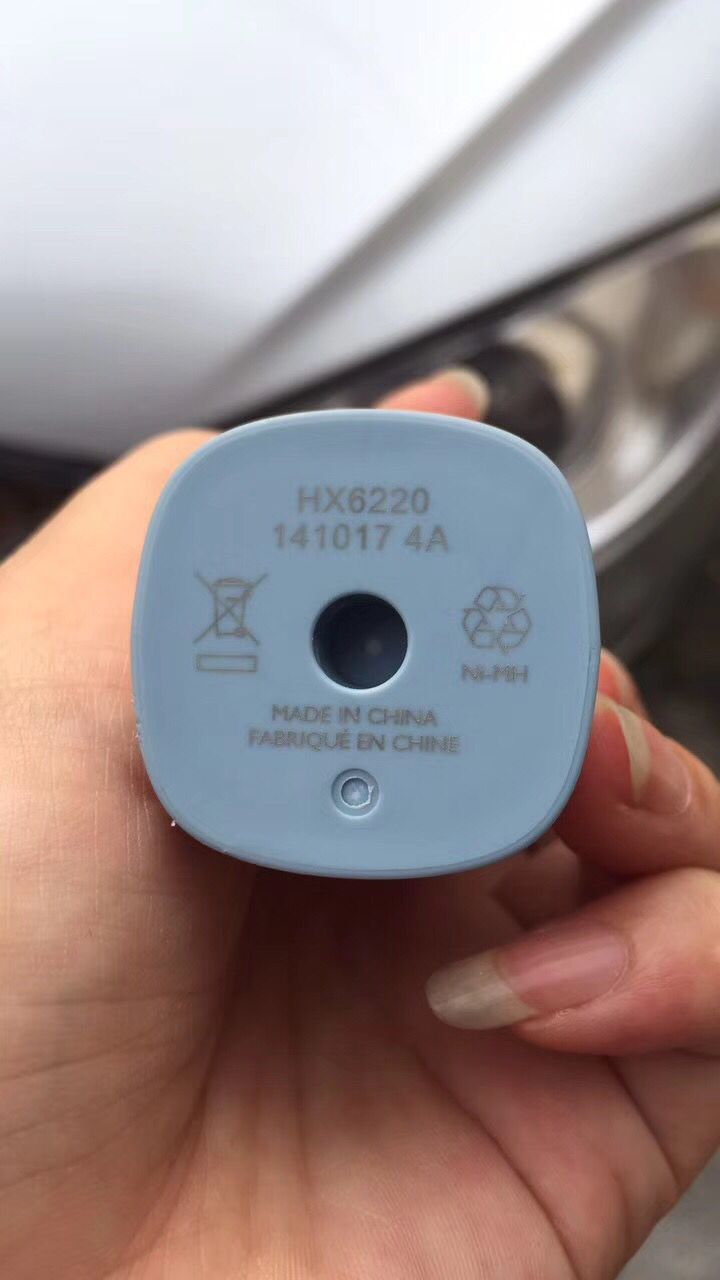 HX6220
141017 4A
Ni-MH
MADE IN CHINA
FABRIQUÉ EN CHINE